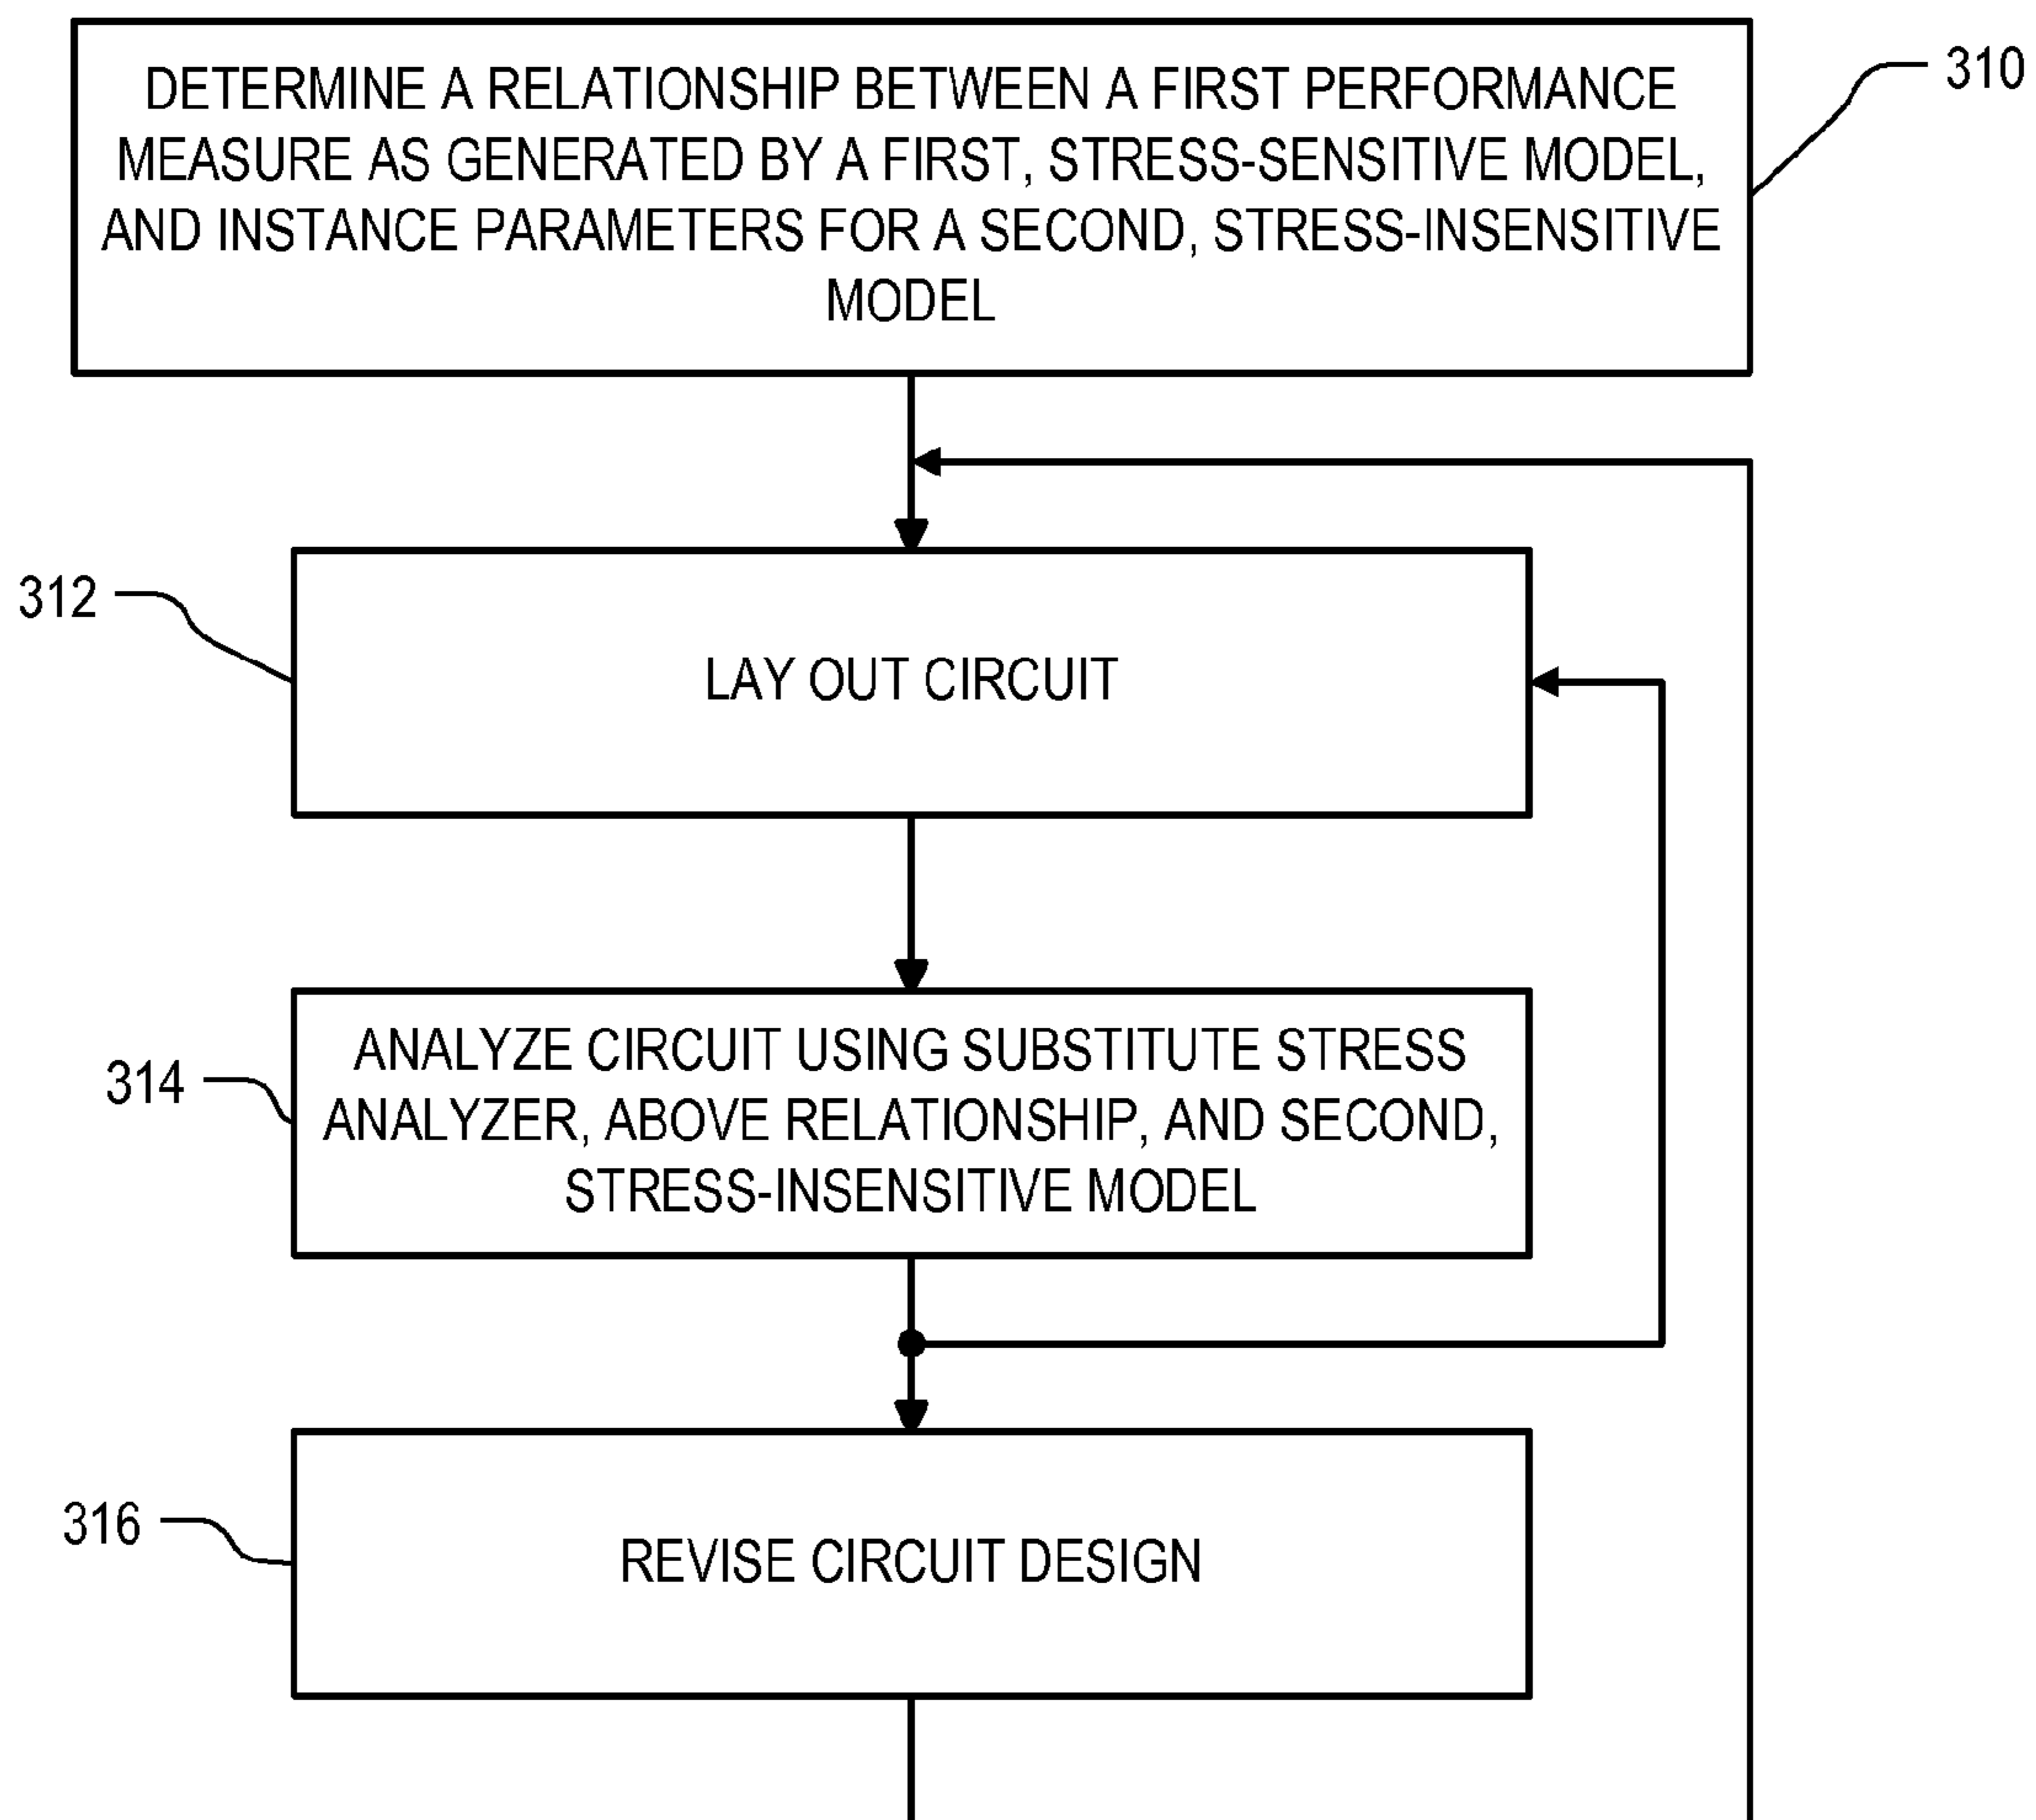 DETERMINE A RELATIONSHIP BETWEEN A FIRST PERFORMANCE
MEASURE AS GENERATED BY A FIRST, STRESS-SENSITIVE MODEL,
AND INSTANCE PARAMETERS FOR A SECOND, STRESS-INSENSITIVE
MODEL
310
312
LAY OUT CIRCUIT
314
ANALYZE CIRCUIT USING SUBSTITUTE STRESS
ANALYZER, ABOVE RELATIONSHIP, AND SECOND,
STRESS-INSENSITIVE MODEL
316
REVISE CIRCUIT DESIGN